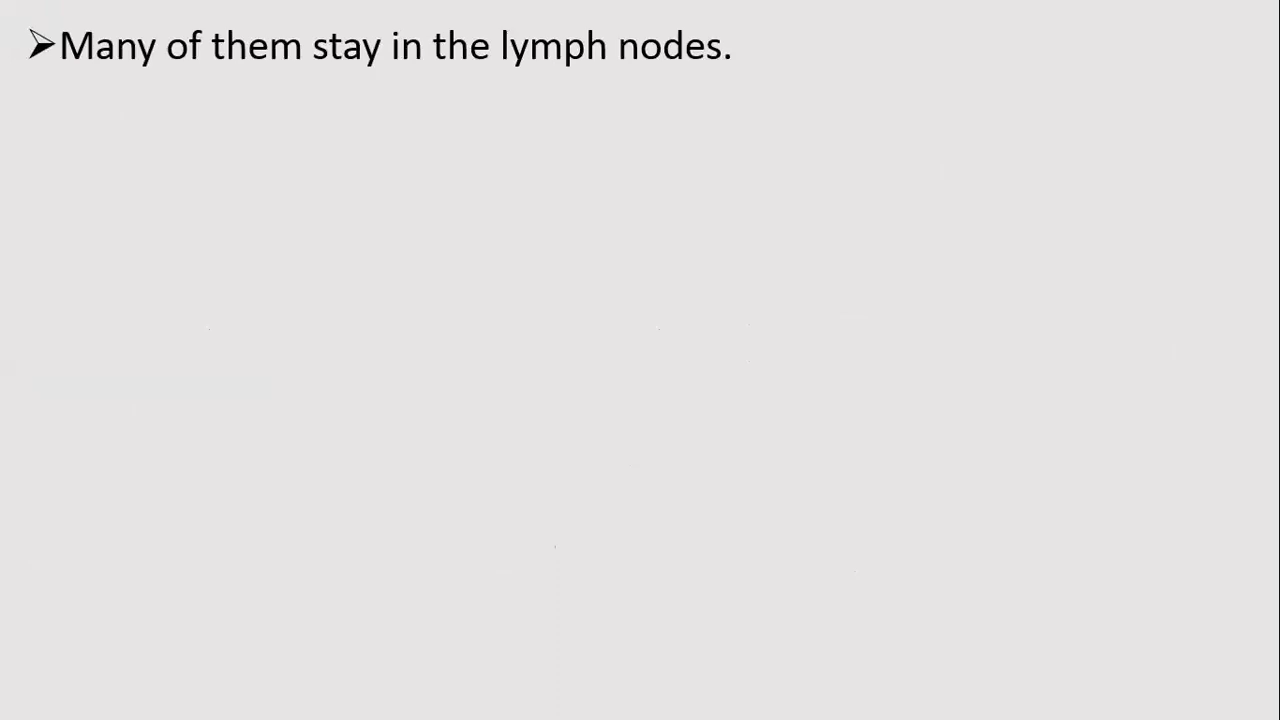 ➢Many of them stay in the lymph nodes.